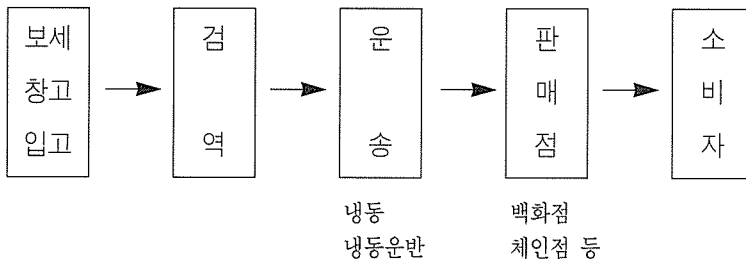 보세
창고
입고
검
역
운
송
판
매
점
소
비
자
냉동
냉동운반
백화점
체인점 등